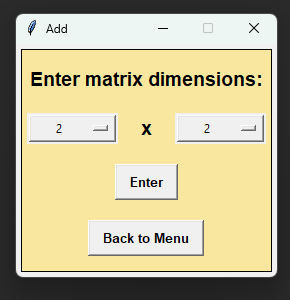 Add
Enter matrix dimensions:
2 x 2
Enter
Back to Menu